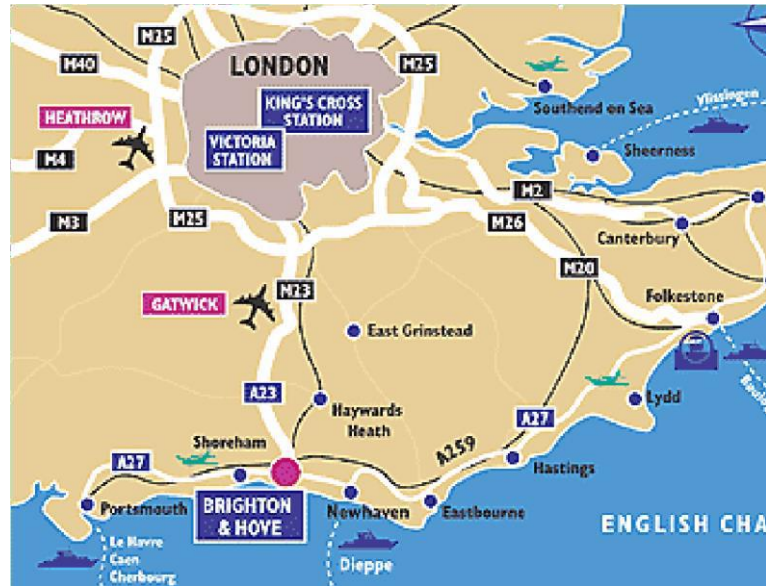 M25
M40
LONDON
M25
KING'S CROSS
STATION
Southend on Sea
Vlissingen
HEATHROW
VICTORIA
STATION
Sheerness
M4
M2
M3
M25
M26
Canterbury
M20
GATWICK
M23
Folkestone
East Grinstead
A23
Haywards
Heath
Lydd
A27
Shoreham
A259
A27
Hastings
Portsmouth
BRIGHTON
& HOVE
Newhaven
Eastbourne
ENGLISH CHA
Le Havre
Caen
Cherbourg
Dieppe